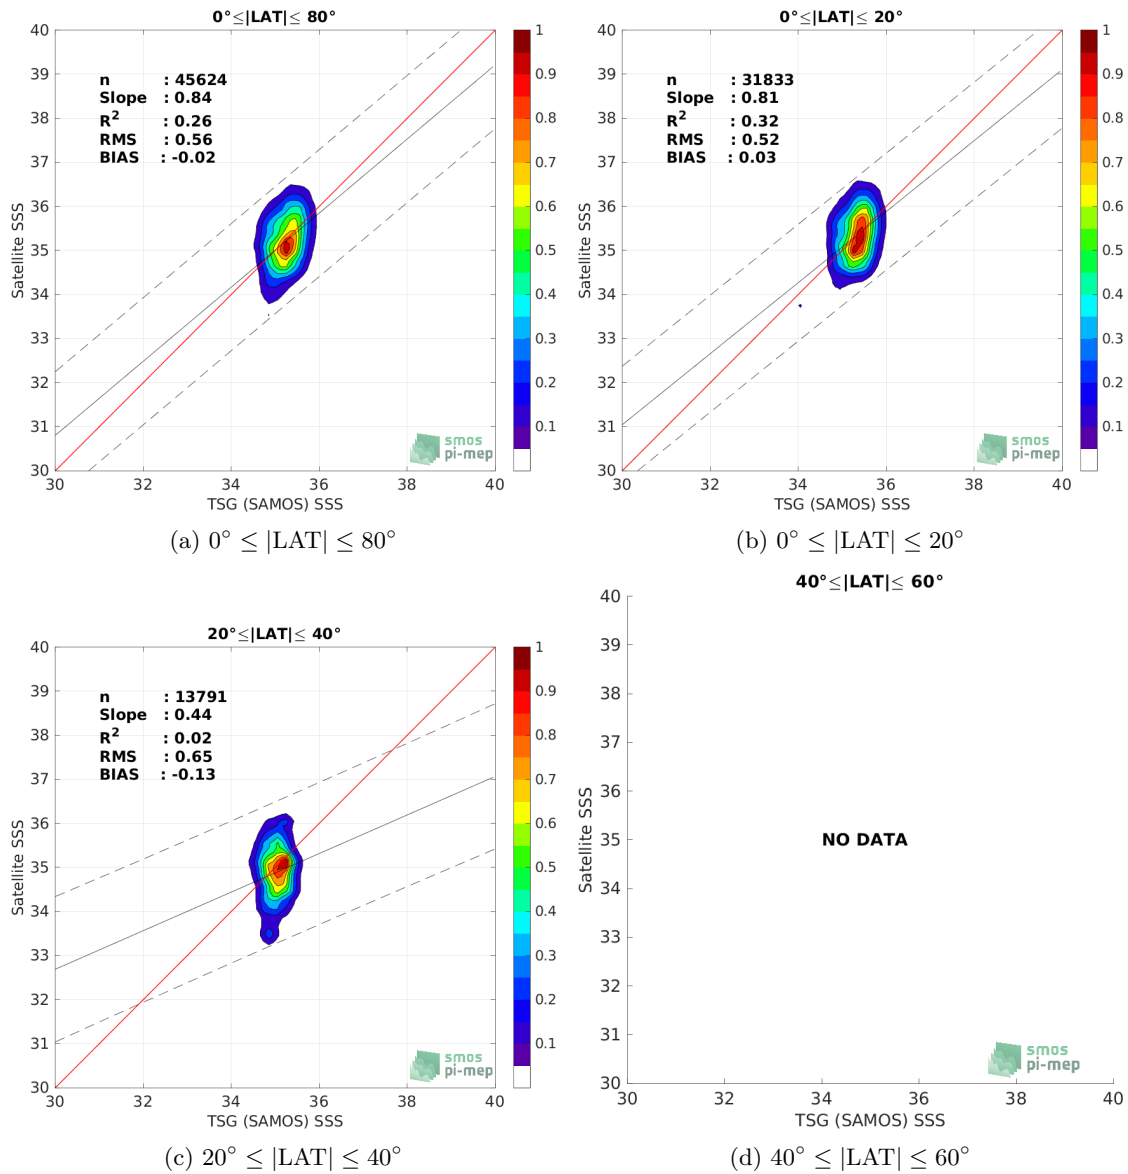 0°≤|LAT|≤ 80°
n : 45624
Slope : 0.84
R² : 0.26
RMS : 0.56
BIAS : -0.02
Satellite SSS
40
39
38
37
36
35
34
33
32
31
30
30 32 34 36 38 40
TSG (SAMOS) SSS
1
0.9
0.8
0.7
0.6
0.5
0.4
0.3
0.2
0.1
smos
pi-mep
(a) 0° ≤ |LAT| ≤ 80°
0°≤|LAT|≤ 20°
n : 31833
Slope : 0.81
R² : 0.32
RMS : 0.52
BIAS : 0.03
Satellite SSS
40
39
38
37
36
35
34
33
32
31
30
30 32 34 36 38 40
TSG (SAMOS) SSS
1
0.9
0.8
0.7
0.6
0.5
0.4
0.3
0.2
0.1
smos
pi-mep
(b) 0° ≤ |LAT| ≤ 20°
20°≤|LAT|≤ 40°
n : 13791
Slope : 0.44
R² : 0.02
RMS : 0.65
BIAS : -0.13
Satellite SSS
40
39
38
37
36
35
34
33
32
31
30
30 32 34 36 38 40
TSG (SAMOS) SSS
1
0.9
0.8
0.7
0.6
0.5
0.4
0.3
0.2
0.1
smos
pi-mep
(c) 20° ≤ |LAT| ≤ 40°
40°≤|LAT|≤ 60°
NO DATA
Satellite SSS
40
39
38
37
36
35
34
33
32
31
30
30 32 34 36 38 40
TSG (SAMOS) SSS
smos
pi-mep
(d) 40° ≤ |LAT| ≤ 60°